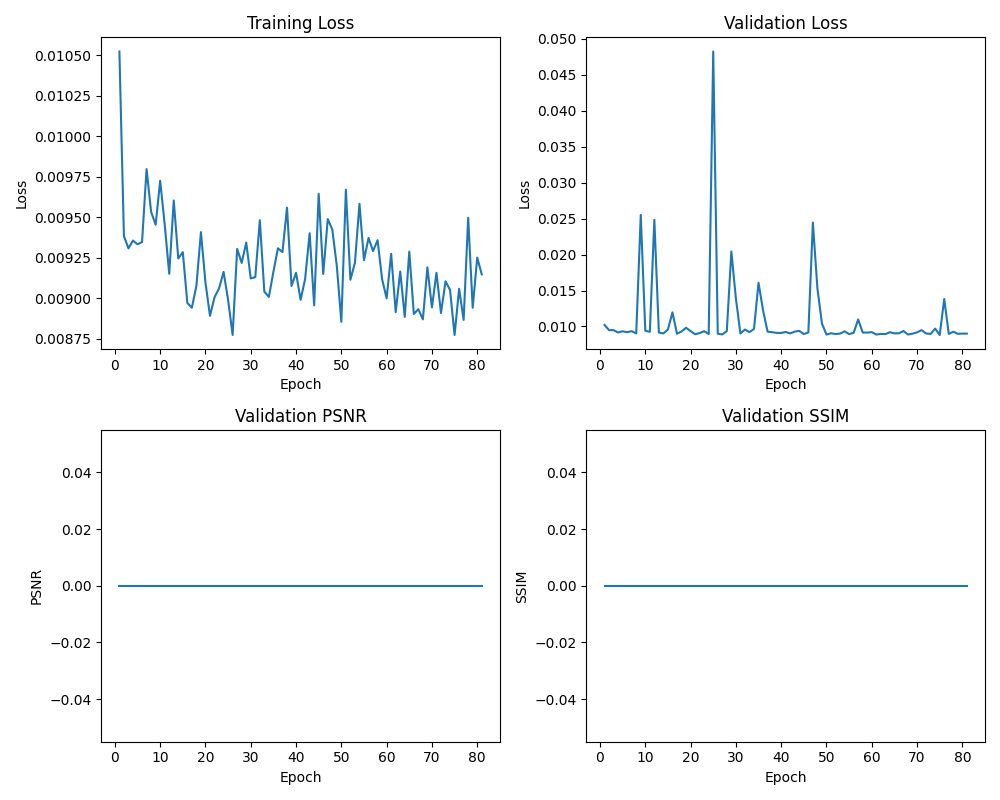 Training Loss
Loss
0.01050
0.01025
0.01000
0.00975
0.00950
0.00925
0.00900
0.00875
0 10 20 30 40 50 60 70 80
Epoch
Validation Loss
Loss
0.050
0.045
0.040
0.035
0.030
0.025
0.020
0.015
0.010
0 10 20 30 40 50 60 70 80
Epoch
Validation PSNR
PSNR
0.04
0.02
0.00
−0.02
−0.04
0 10 20 30 40 50 60 70 80
Epoch
Validation SSIM
SSIM
0.04
0.02
0.00
−0.02
−0.04
0 10 20 30 40 50 60 70 80
Epoch